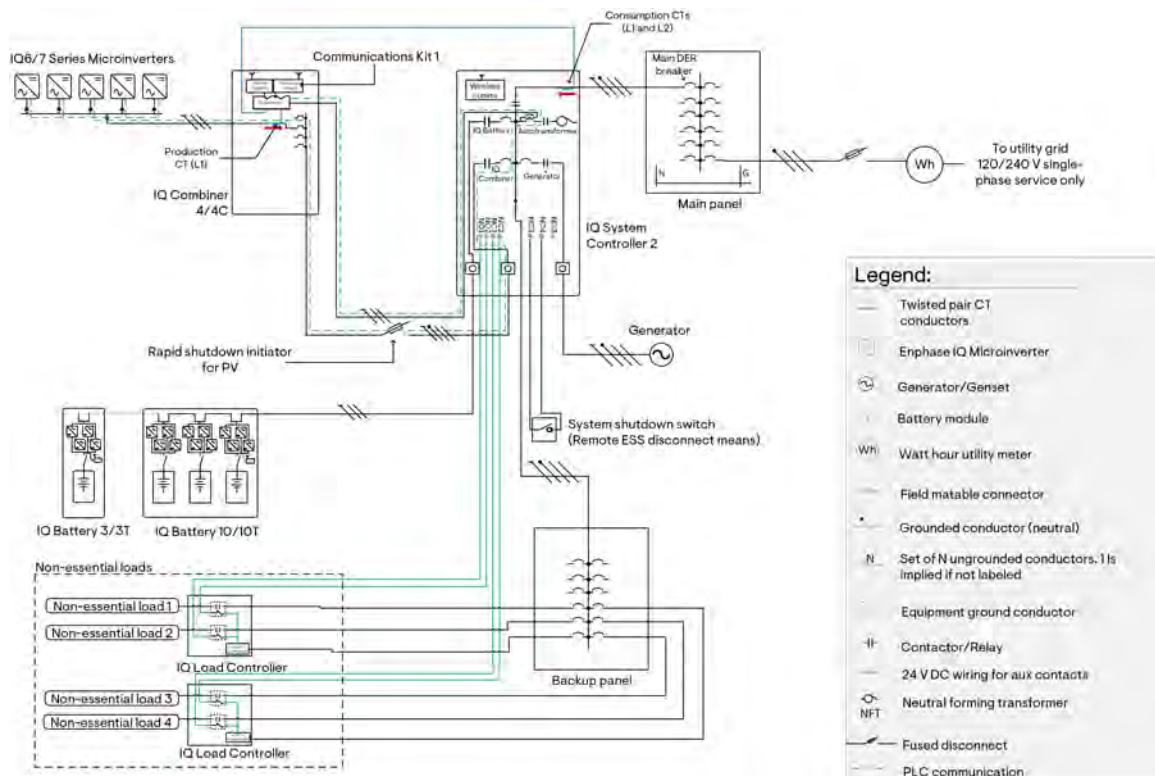 Consumption CTs
(L1 and L2)
IQ6/7 Series Microinverters
Communications Kit 1
Main DER
breaker
Wireless
Production
CT (L1)
IQ Battery
Autotransformer
IQ
Combiner
Generator
Wh
To utility grid
120/240 V single-
phase service only
N
G
Main panel
IQ Combiner
4/4C
IQ System
Controller 2
Rapid shutdown initiator
for PV
Generator
System shutdown switch
(Remote ESS disconnect means)
IQ Battery 3/3T
IQ Battery 10/10T
Non-essential loads
Non-essential load 1
Non-essential load 2
IQ Load Controller
Non-essential load 3
Non-essential load 4
IQ Load Controller
Backup panel
Legend:
Twisted pair CT
conductors
Enphase IQ Microinverter
Generator/Genset
Battery module
Wh
Watt hour utility meter
Field matable connector
Grounded conductor (neutral)
N
Set of N ungrounded conductors. 1 is
implied if not labeled
Equipment ground conductor
Contactor/Relay
24 V DC wiring for aux contacts
Neutral forming transformer
NFT
Fused disconnect
PLC communication